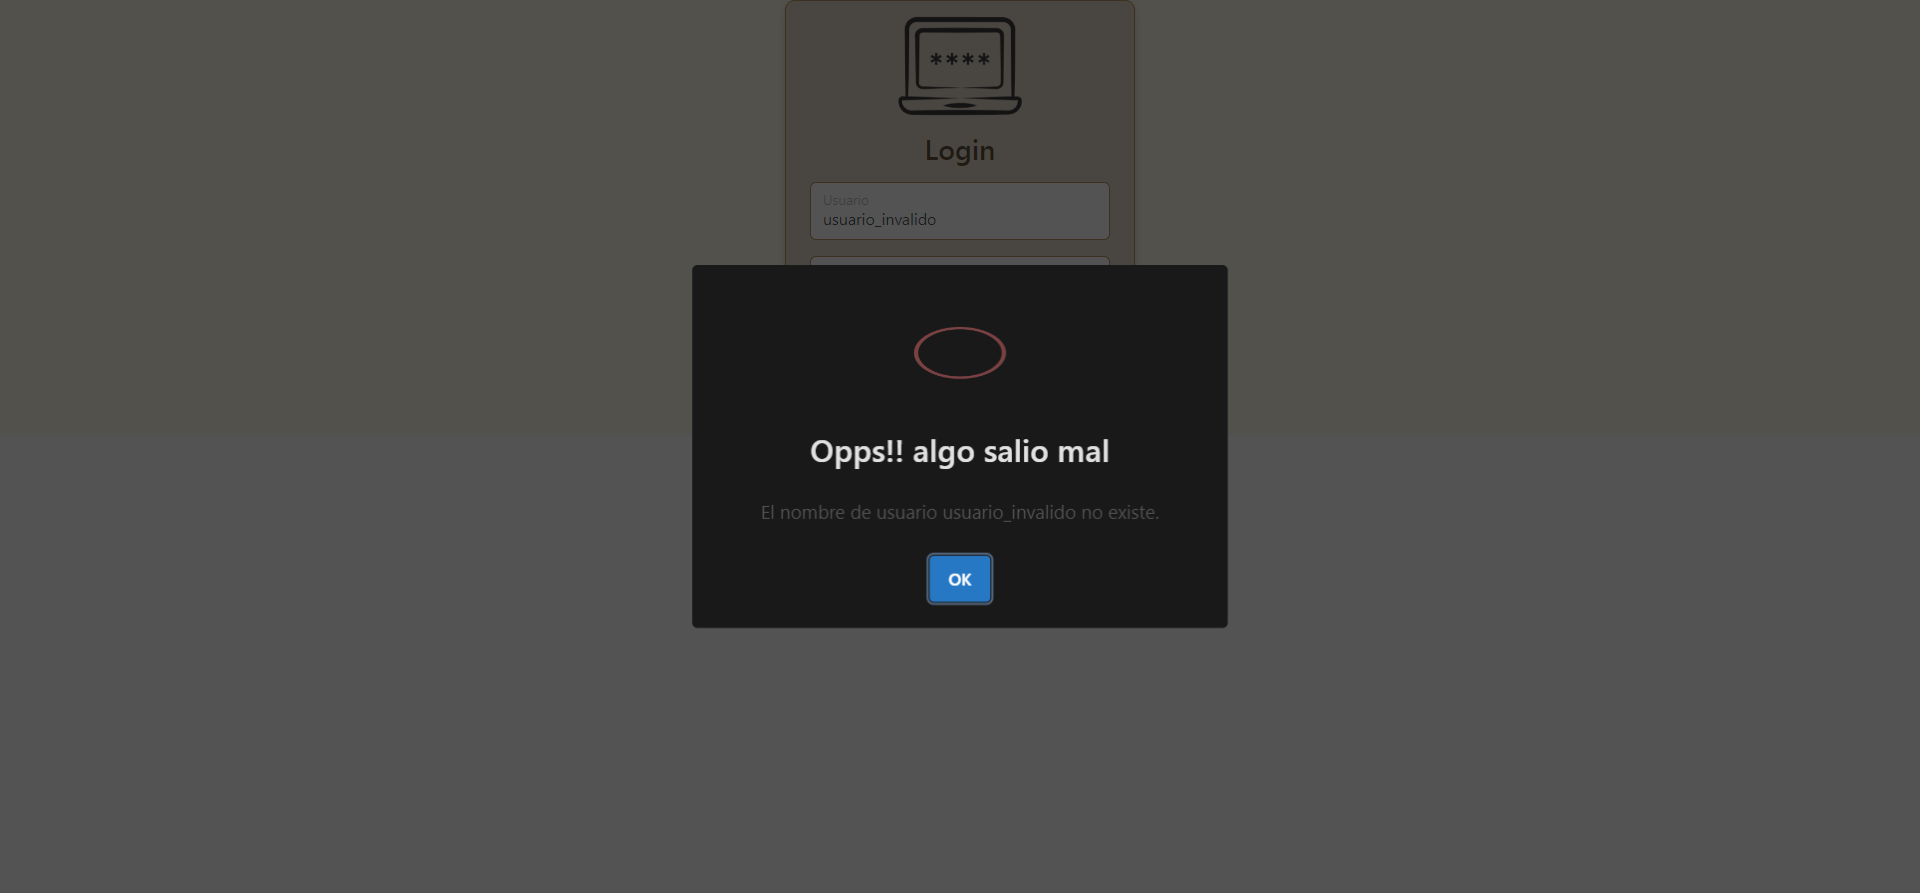 ****
Login
Usuario
usuario_invalido
Opps!! algo salio mal
El nombre de usuario usuario_invalido no existe.
OK